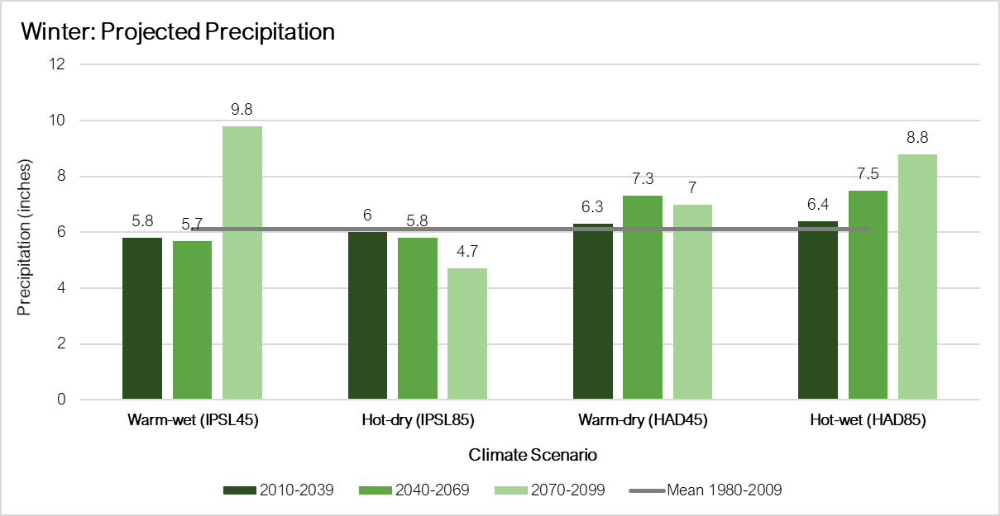 Winter: Projected Precipitation
12
10
8
6
4
2
0
Precipitation (inches)
5.8
5.7
9.8
6
5.8
4.7
6.3
7.3
7
6.4
7.5
8.8
Warm-wet (IPSL45)
Hot-dry (IPSL85)
Warm-dry (HAD45)
Hot-wet (HAD85)
Climate Scenario
2010-2039
2040-2069
2070-2099
Mean 1980-2009